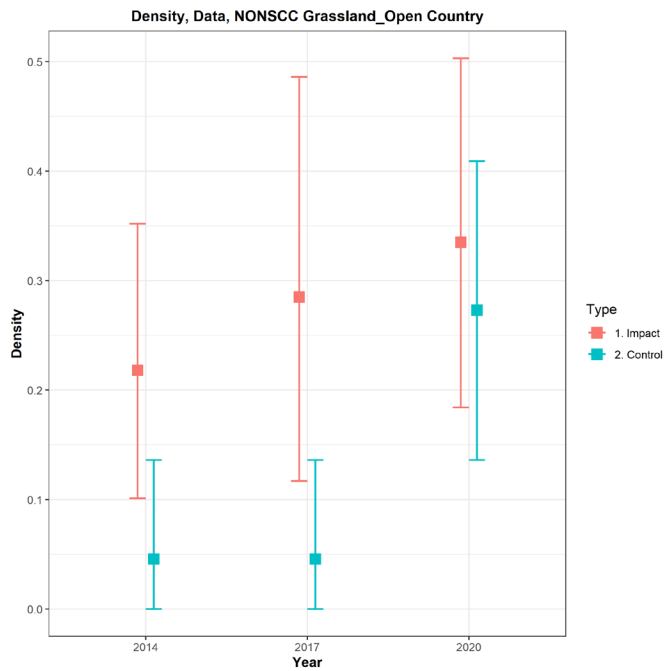 Density, Data, NONSCC Grassland_Open Country
Density
0.5
0.4
0.3
0.2
0.1
0.0
2014
2017
2020
Year
Type
1. Impact
2. Control